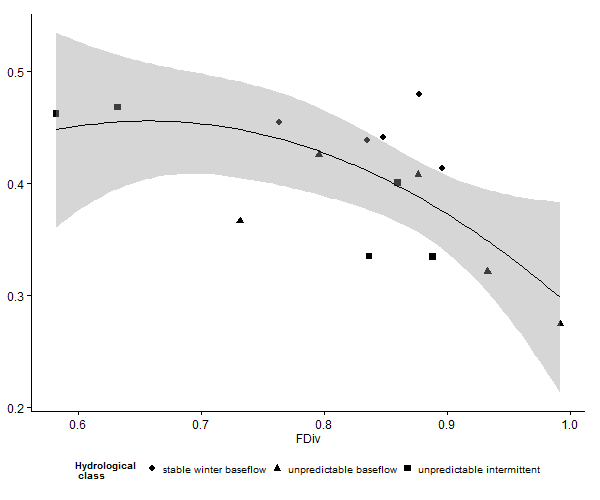 0.5
0.4
0.3
0.2
0.6 0.7 0.8 0.9 1.0
FDiv
Hydrological
class
stable winter baseflow unpredictable baseflow unpredictable intermittent